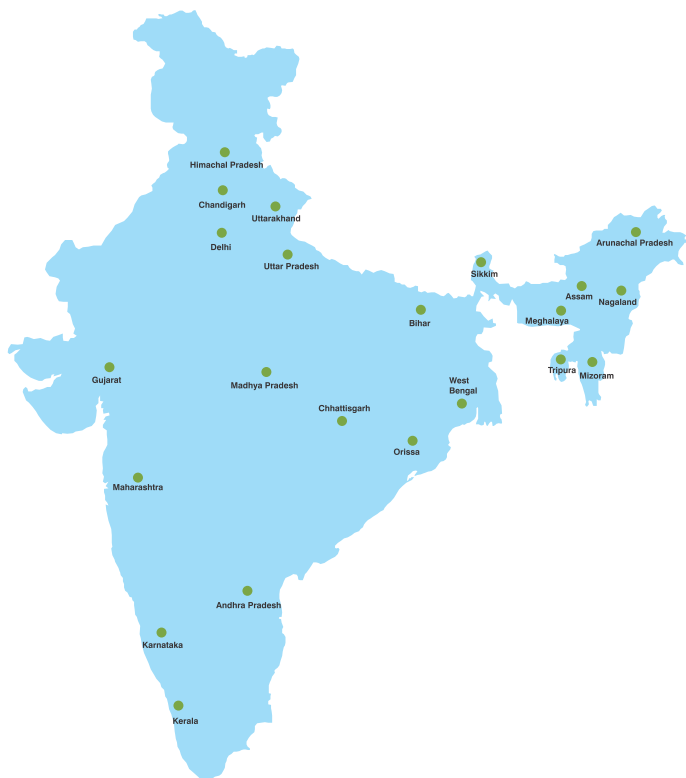 Himachal Pradesh
Chandigarh
Uttarakhand
Delhi
Arunachal Pradesh
Uttar Pradesh
Sikkim
Assam
Nagaland
Meghalaya
Bihar
Gujarat
Madhya Pradesh
Tripura
Mizoram
West
Bengal
Chhattisgarh
Orissa
Maharashtra
Andhra Pradesh
Karnataka
Kerala